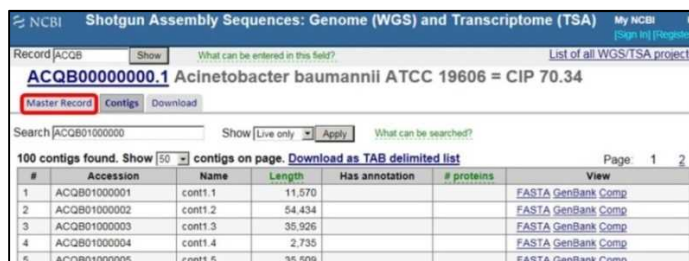 NCBI Shotgun Assembly Sequences: Genome (WGS) and Transcriptome (TSA) My NCBI
[Sign In] [Registe
Record ACQB Show What can be entered in this field? List of all WGS/TSA project
ACQB00000000.1 Acinetobacter baumannii ATCC 19606 = CIP 70.34
Master Record Contigs Download
Search ACQB01000000 Show Live only Apply What can be searched?
100 contigs found. Show 50 contigs on page. Download as TAB delimited list Page: 1 2
# Accession Name Length Has annotation # proteins View
1 ACQB01000001 cont1.1 11,570 FASTA GenBank Comp
2 ACQB01000002 cont1.2 54,434 FASTA GenBank Comp
3 ACQB01000003 cont1.3 35,926 FASTA GenBank Comp
4 ACQB01000004 cont1.4 2,735 FASTA GenBank Comp
5 ACQB01000005 cont1.5 35,509 FASTA GenBank Comp